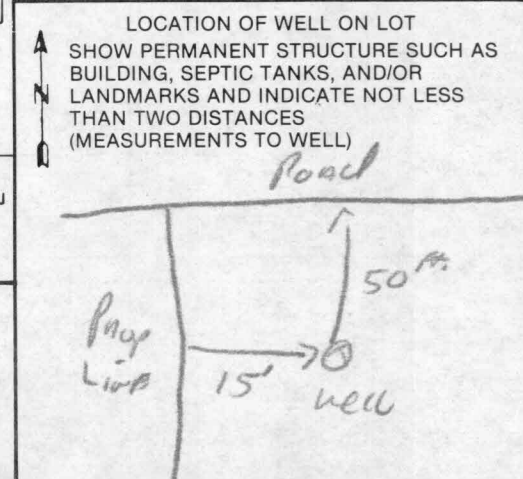 LOCATION OF WELL ON LOT
SHOW PERMANENT STRUCTURE SUCH AS
BUILDING, SEPTIC TANKS, AND/OR
N LANDMARKS AND INDICATE NOT LESS
THAN TWO DISTANCES
(MEASUREMENTS TO WELL)
Road
50 ft.
Prop
Line
15'
well